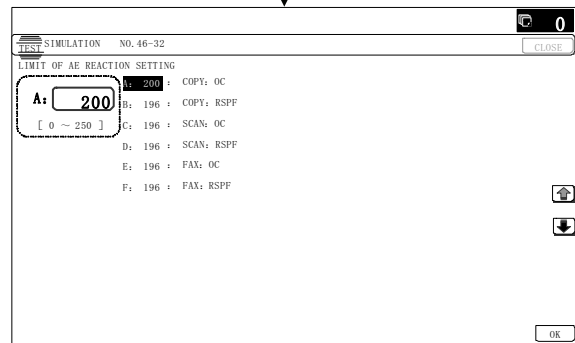 0
TEST SIMULATION NO.46-32
CLOSE
LIMIT OF AE REACTION SETTING
A: 200
[ 0 ~ 250 ]
A: 200 : COPY: OC
B: 196 : COPY: RSPF
C: 196 : SCAN: OC
D: 196 : SCAN: RSPF
E: 196 : FAX: OC
F: 196 : FAX: RSPF
OK